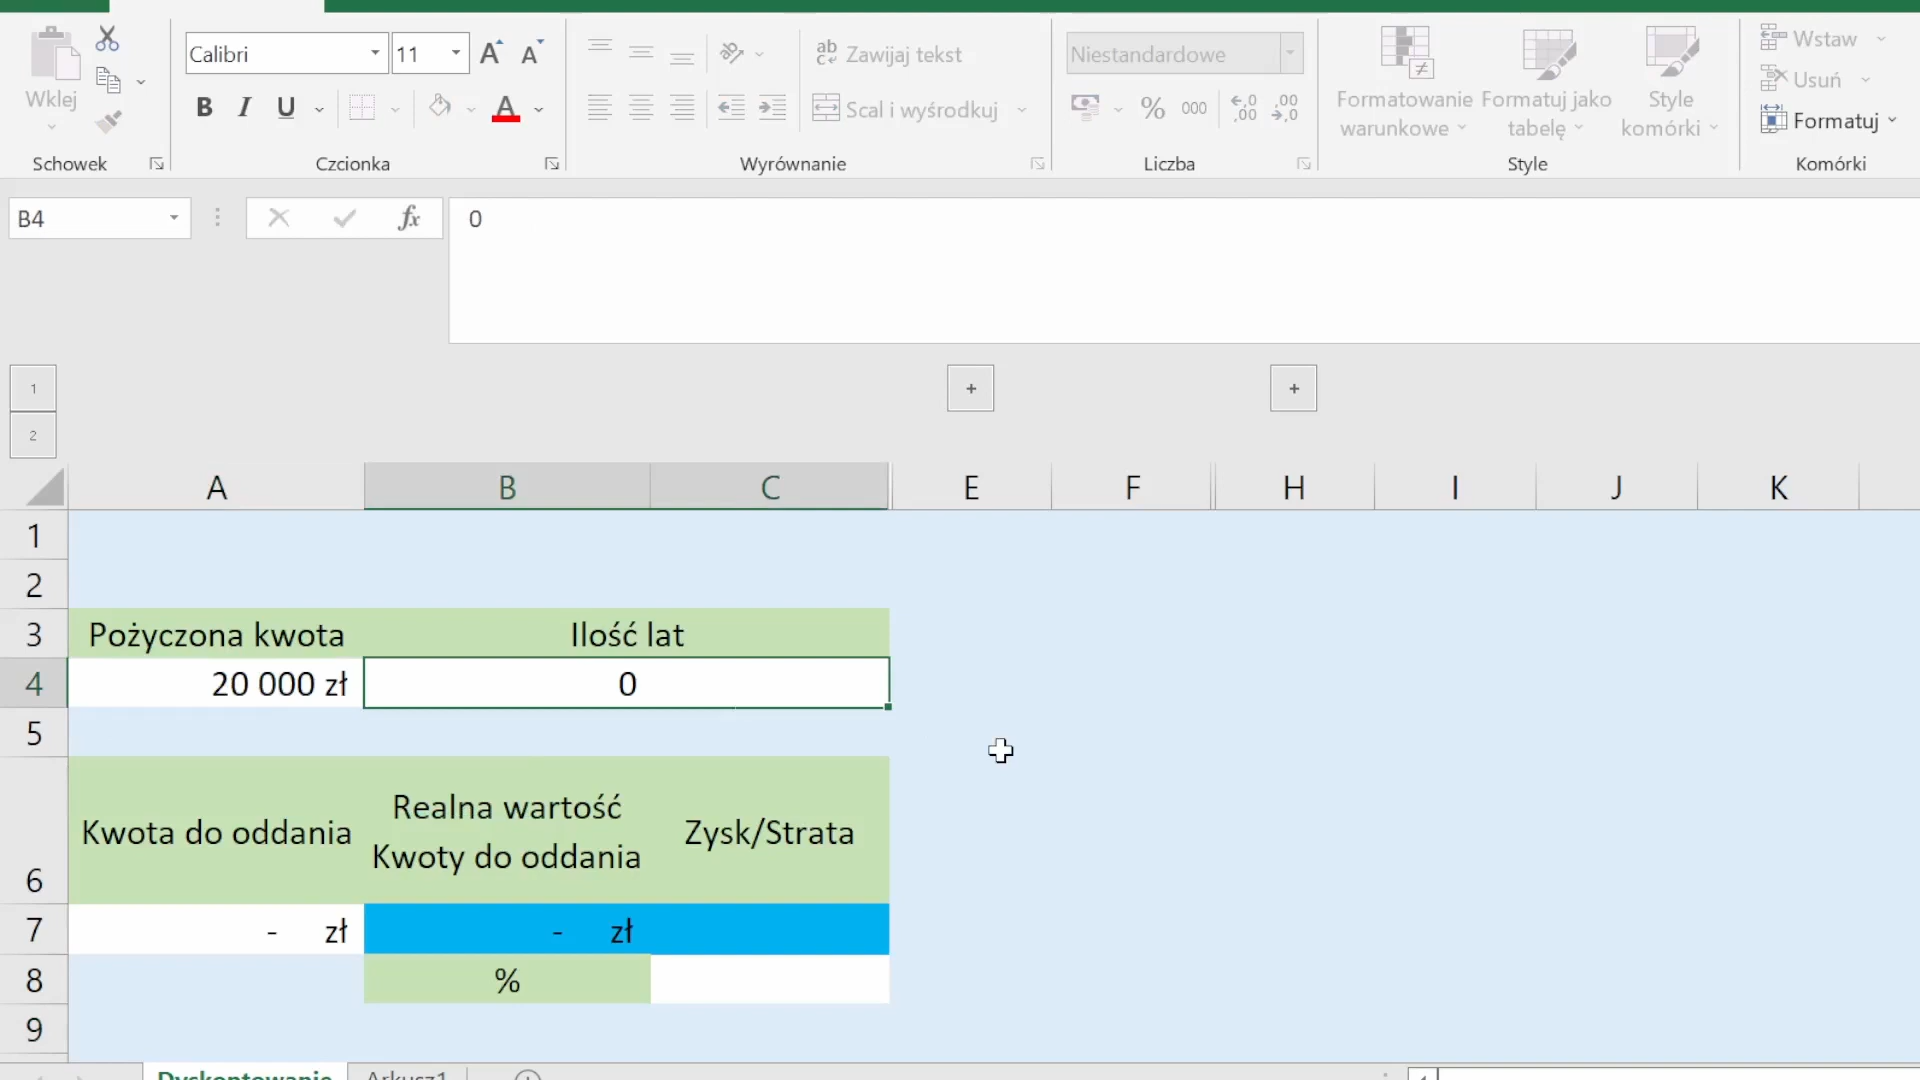 Calibri
11
Zawijaj tekst
Niestandardowe
Wstaw
Usuń
Wklej
B I U A
Scal i wyśrodkuj
% 000
Formatowanie warunkowe
Formatuj jako tabelę
Style komórki
Formatuj
Schowek
Czcionka
Wyrównanie
Liczba
Style
Komórki
B4
fx
0
1
2
+
+
A B C E F H I J K
1
2
3 Pożyczona kwota Ilość lat
4 20 000 zł 0
5
6 Kwota do oddania Realna wartość Kwoty do oddania Zysk/Strata
7 - zł - zł
8 %
9
Dyskontowanie
Arkusz1